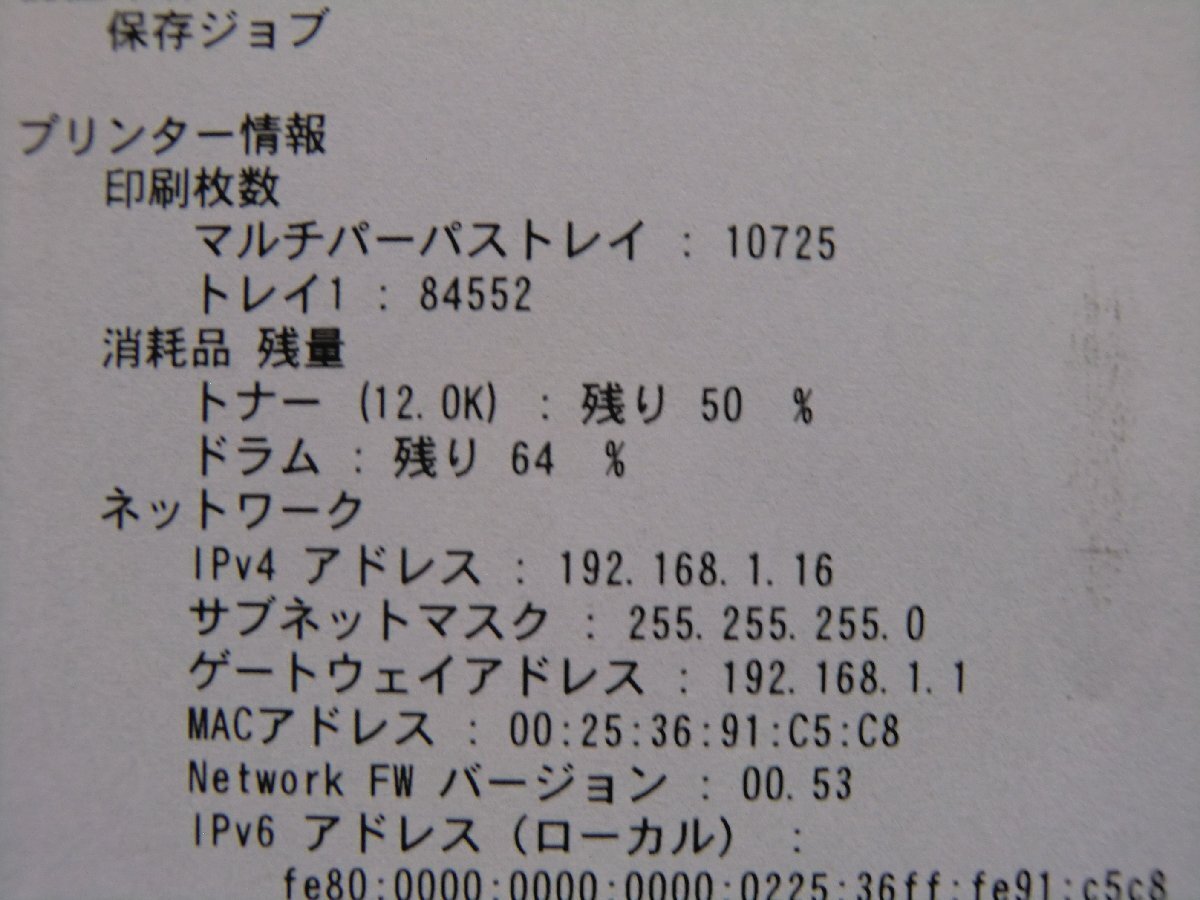 保存ジョブ
プリンター情報
印刷枚数
マルチパーパストレイ : 10725
トレイ1 : 84552
消耗品 残量
トナー (12.0K) : 残り 50 %
ドラム : 残り 64 %
ネットワーク
IPv4 アドレス : 192.168.1.16
サブネットマスク : 255.255.255.0
ゲートウェイアドレス : 192.168.1.1
MACアドレス : 00:25:36:91:C5:C8
Network FW バージョン : 00.53
IPv6 アドレス (ローカル) :
fe80:0000:0000:0000:0225:36ff:fe91:c5c8